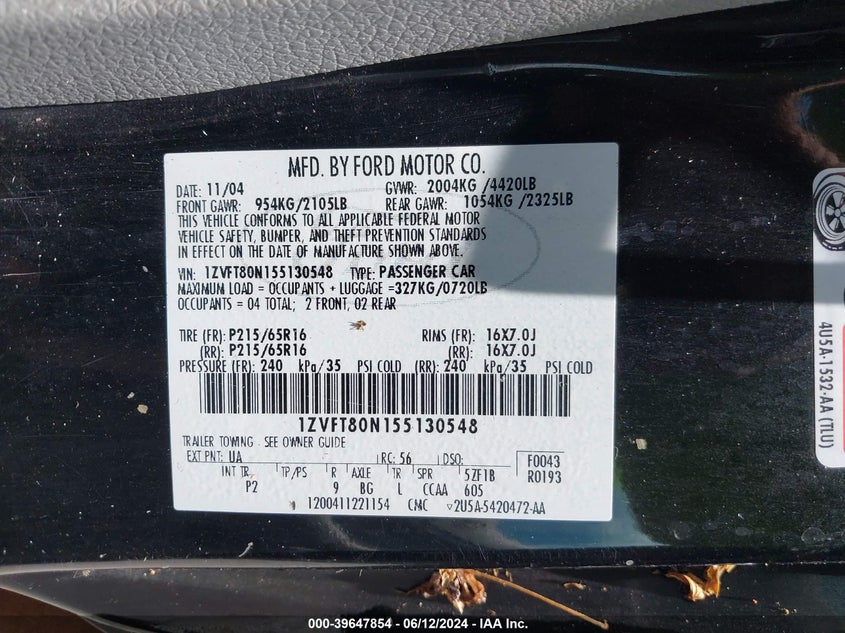 MFD. BY FORD MOTOR CO.
DATE: 11/04 GVWR: 2004KG /4420LB
FRONT GAWR: 954KG/2105LB REAR GAWR: 1054KG /2325LB
THIS VEHICLE CONFORMS TO ALL APPLICABLE FEDERAL MOTOR
VEHICLE SAFETY, BUMPER, AND THEFT PREVENTION STANDARDS
IN EFFECT ON THE DATE OF MANUFACTURE SHOWN ABOVE.
VIN: 1ZVFT80N155130548 TYPE: PASSENGER CAR
MAXIMUM LOAD = OCCUPANTS + LUGGAGE =327KG/0720LB
OCCUPANTS = 04 TOTAL; 2 FRONT, 02 REAR
TIRE (FR): P215/65R16 RIMS (FR): 16X7.0J
(RR): P215/65R16 (RR): 16X7.0J
PRESSURE (FR): 240 kPg/35 PSI COLD (RR): 240 kPg/35 PSI COLD
1ZVFT80N155130548
TRAILER TOWING - SEE OWNER GUIDE
EXT PNT: UA RC: 56 DSO: F0043
INT TR TP/PS R AXLE TR SPR 5ZF1B R0193
P2 9 BG L CCAA 605
1200411221154 CMC 2U5A-5420472-AA
4U5A-1532-AA (TLU)
000-39647854 - 06/12/2024 - IAA Inc.